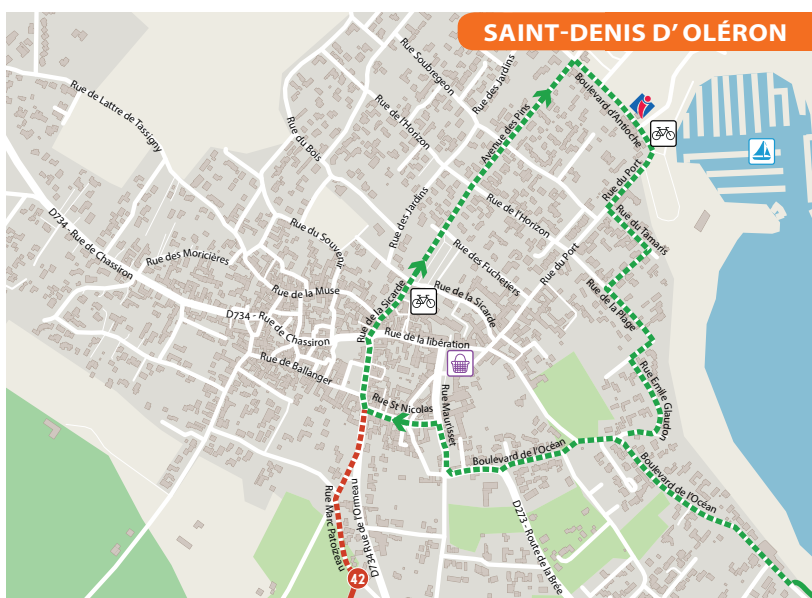 SAINT-DENIS D'OLÉRON
Rue Soubregeon
Rue des Jardins
Boulevard d'Antioche
Rue de Lattre de Tassigny
Rue de l'Horizon
Avenue des Pins
Rue du Bois
Rue du Port
Rue des Jardins
Rue de l'Horizon
Rue du Tamaris
D734 - Rue de Chassiron
Rue du Souvenir
Rue des Moricières
Rue des Fuchetiers
Rue du Port
Rue de la Muse
Rue de la Sicarde
Rue de la Sicarde
Rue de la Plage
D734 -
Rue de Chassiron
Rue de la libération
Rue de Ballanger
Rue Emile Glaudon
Rue St Nicolas
Rue Maurisset
Boulevard de l'Océan
Boulevard de l'Océan
Rue Marc Patoizeau
D734 Rue de l'Ormeau
D273 - Route de la Brée
42